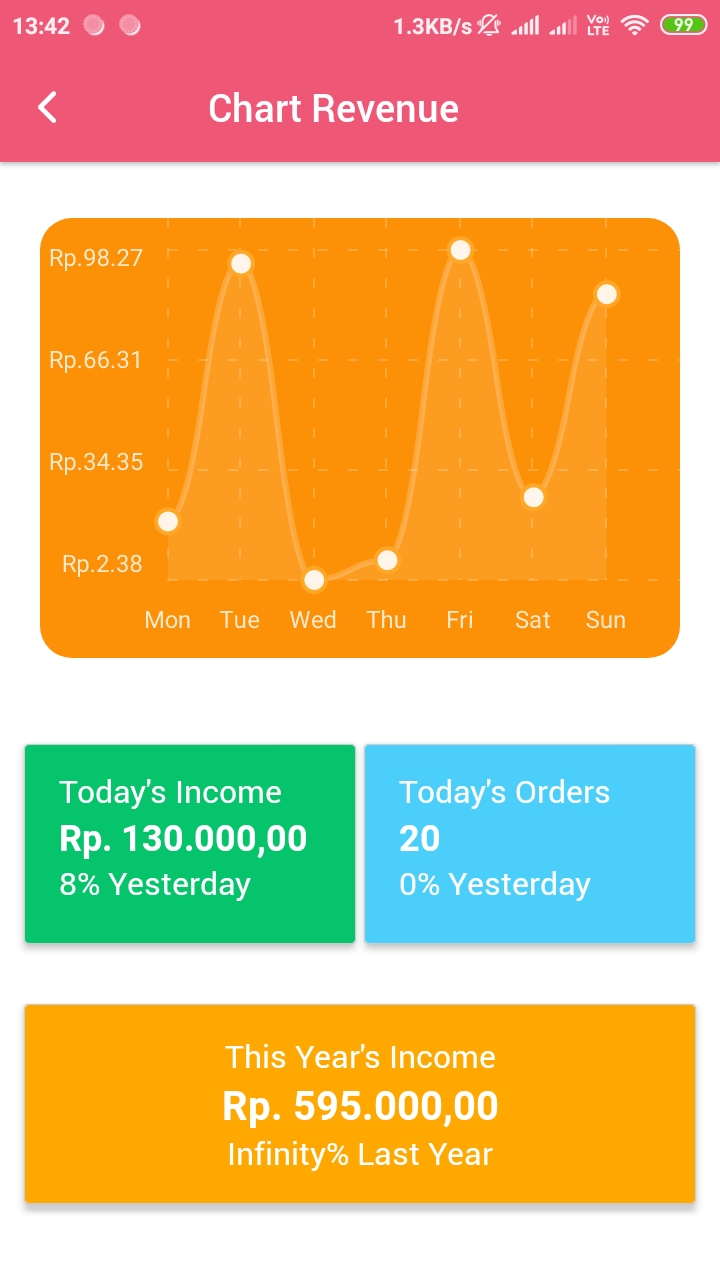 13:42 1.3KB/s Vo) LTE 99
Chart Revenue
Rp.98.27
Rp.66.31
Rp.34.35
Rp.2.38
Mon Tue Wed Thu Fri Sat Sun
Today's Income
Rp. 130.000,00
8% Yesterday
Today's Orders
20
0% Yesterday
This Year's Income
Rp. 595.000,00
Infinity% Last Year